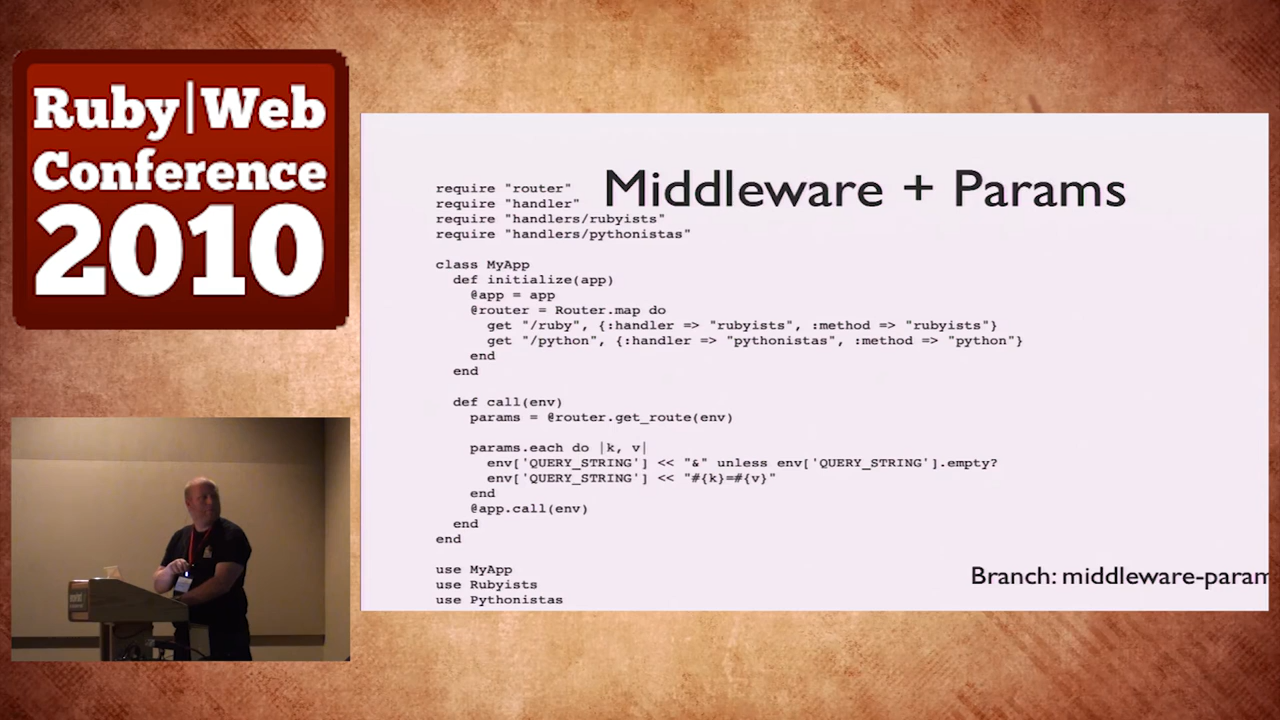 Ruby|Web
Conference
2010
Middleware + Params
require "router"
require "handler"
require "handlers/rubyists"
require "handlers/pythonistas"
class MyApp
  def initialize(app)
    @app = app
    @router = Router.map do
      get "/ruby", {:handler => "rubyists", :method => "rubyists"}
      get "/python", {:handler => "pythonistas", :method => "python"}
    end
  end
  def call(env)
    params = @router.get_route(env)
    params.each do |k, v|
      env['QUERY_STRING'] << "&" unless env['QUERY_STRING'].empty?
      env['QUERY_STRING'] << "#{k}=#{v}"
    end
    @app.call(env)
  end
end
use MyApp
use Rubyists
use Pythonistas
Branch: middleware-param